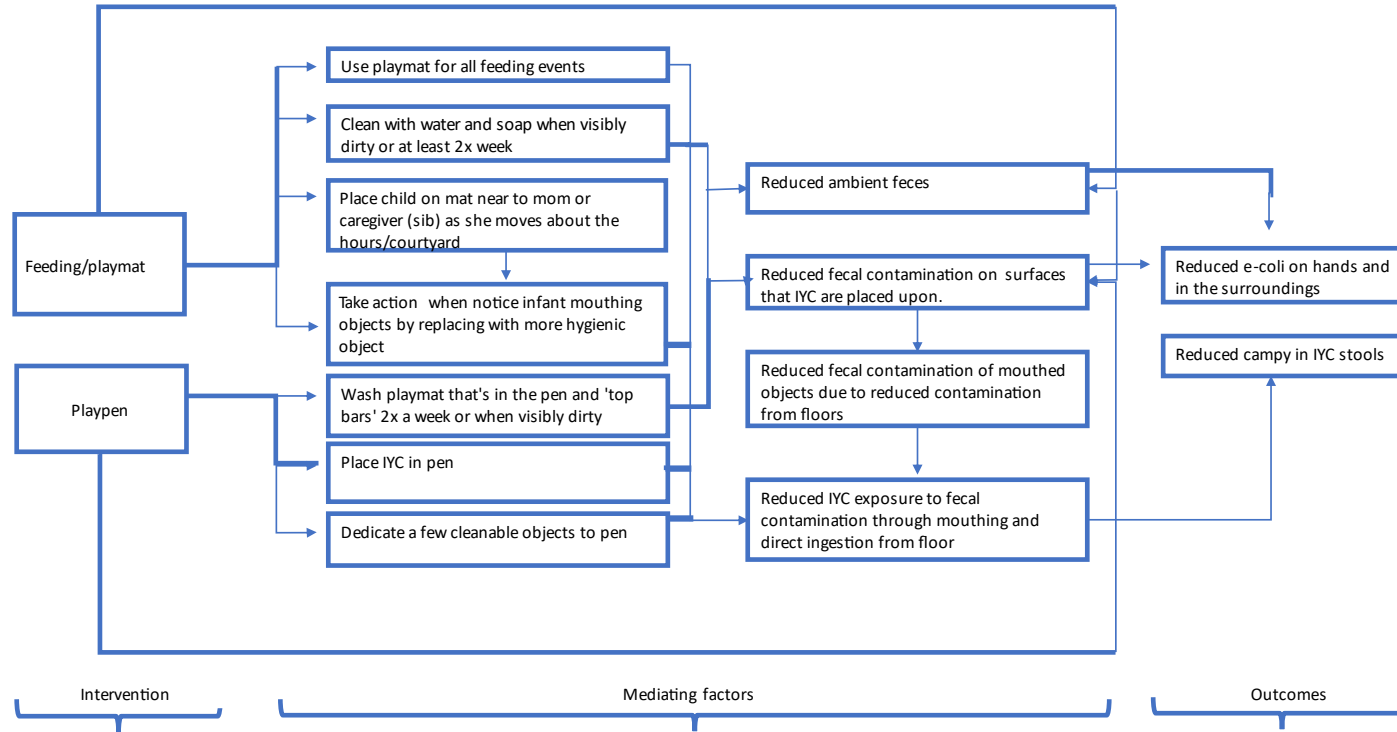 Feeding/playmat
Playpen
Use playmat for all feeding events
Clean with water and soap when visibly
dirty or at least 2x week
Place child on mat near to mom or
caregiver (sib) as she moves about the
hours/courtyard
Take action when notice infant mouthing
objects by replacing with more hygienic
object
Wash playmat that's in the pen and 'top
bars' 2x a week or when visibly dirty
Place IYC in pen
Dedicate a few cleanable objects to pen
Reduced ambient feces
Reduced fecal contamination on surfaces
that IYC are placed upon.
Reduced fecal contamination of mouthed
objects due to reduced contamination
from floors
Reduced IYC exposure to fecal
contamination through mouthing and
direct ingestion from floor
Reduced e-coli on hands and
in the surroundings
Reduced campy in IYC stools
Intervention
Mediating factors
Outcomes